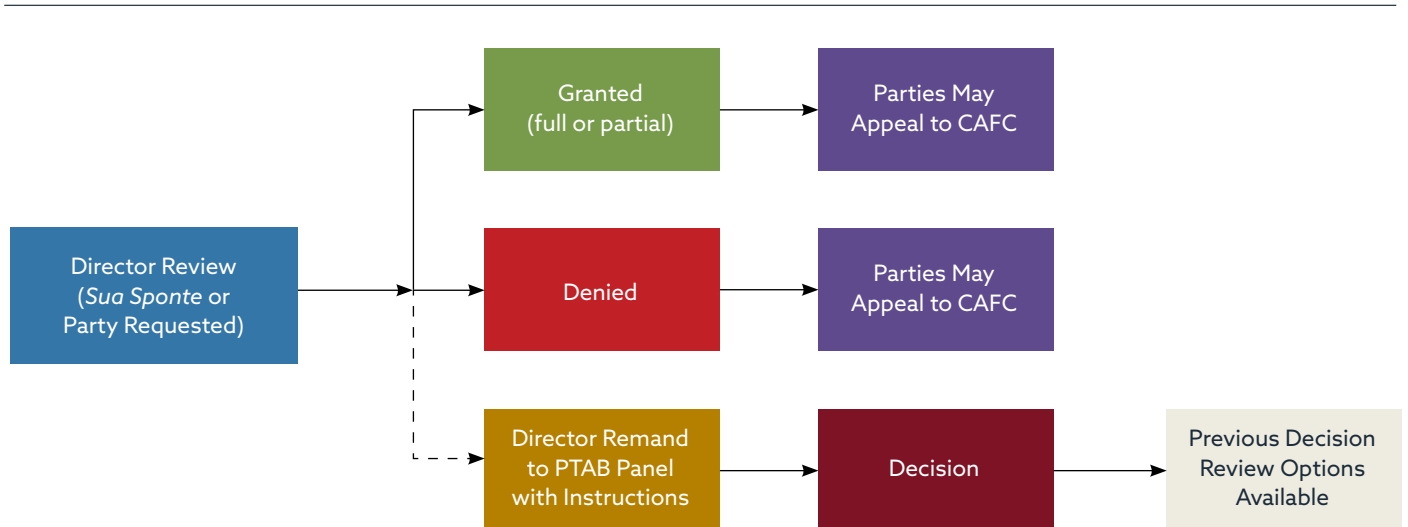 Granted
(full or partial)
Parties May
Appeal to CAFC
Director Review
(Sua Sponte or
Party Requested)
Denied
Parties May
Appeal to CAFC
Director Remand
to PTAB Panel
with Instructions
Decision
Previous Decision
Review Options
Available